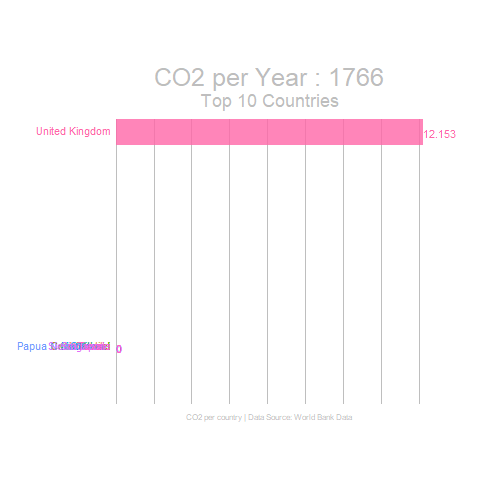 CO2 per Year : 1766
Top 10 Countries
United Kingdom
12.153
Papua
0
CO2 per country | Data Source: World Bank Data